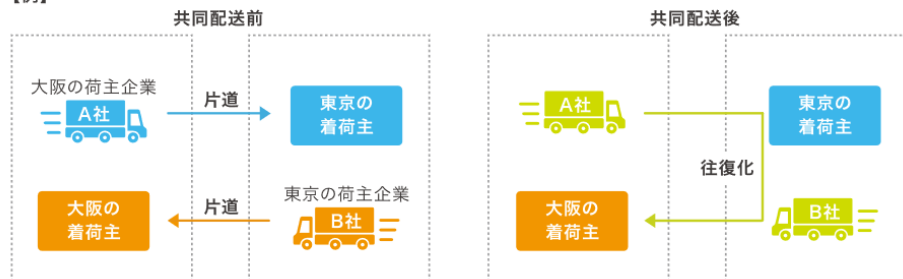 共同配送前
大阪の荷主企業
A社
片道
東京の
着荷主
大阪の
着荷主
片道
東京の荷主企業
B社
共同配送後
A社
東京の
着荷主
往復化
大阪の
着荷主
B社